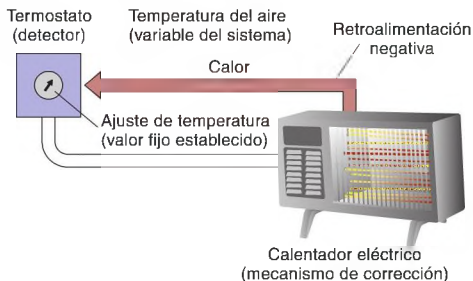 Termostato
(detector)
Temperatura del aire
(variable del sistema)
Retroalimentación
negativa
Calor
Ajuste de temperatura
(valor fijo establecido)
Calentador eléctrico
(mecanismo de corrección)